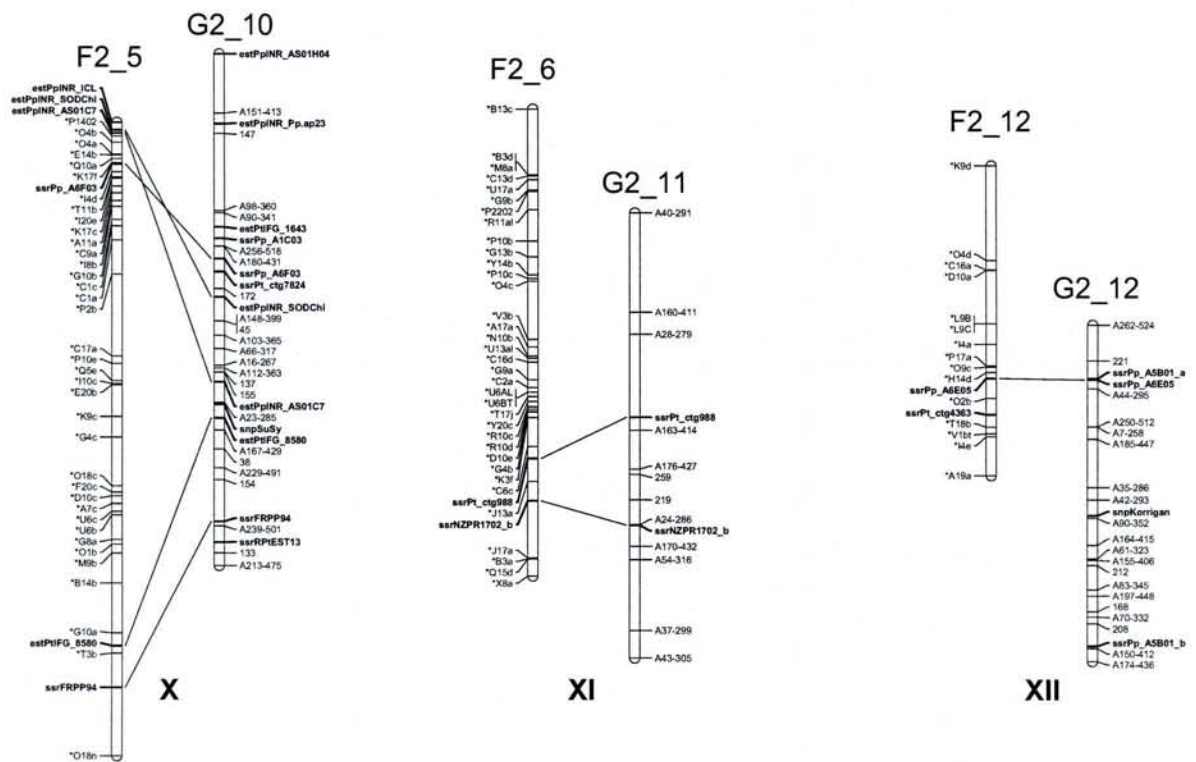 F2_5
estPpINR_ICL
estPpINR_SODChi
estPpINR_AS01C7
*P1402
*O4b
*O4a
*E14b
*Q10a
*K17f
ssrPp_A6F03
*I4d
*T11b
*I20e
*K17c
*A11a
*C9a
*I8b
*G10b
*C1c
*C1a
*P2b
*C17a
*P10e
*Q5e
*I10c
*E20b
*K9c
*G4c
*O18c
*F20c
*D10c
*A7c
*U6c
*U6b
*G8a
*O1b
*M9b
*B14b
*G10a
estPtIFG_8580
*T3b
ssrFRPP94
*O18n
G2_10
estPpINR_AS01H04
A151-413
estPpINR_Pp.ap23
147
A98-360
A90-341
estPtIFG_1643
ssrPp_A1C03
A256-518
A180-431
ssrPp_A6F03
ssrPt_ctg7824
172
estPpINR_SODChi
A148-399
45
A103-365
A66-317
A16-267
A112-363
137
155
estPpINR_AS01C7
A23-285
snpSuSy
estPtIFG_8580
A167-429
38
A229-491
154
ssrFRPP94
A239-501
ssrRPtEST13
133
A213-475
X
F2_6
*B13c
*B3d
*M6a
*C13d
*U17a
*G9b
*P2202
*R11al
*P10b
*G13b
*Y14b
*P10c
*O4c
*V3b
*A17a
*N10b
*U13al
*C16d
*G9a
*C2a
*U6AL
*U6BT
*T17j
*Y20c
*R10c
*R10d
*D10e
*G4b
*K3f
*C6c
ssrPt_ctg988
*J13a
ssrNZPR1702_b
*J17a
*B3a
*Q15d
*X8a
G2_11
A40-291
A160-411
A28-279
ssrPt_ctg988
A163-414
A176-427
259
219
A24-286
ssrNZPR1702_b
A170-432
A54-316
A37-299
A43-305
XI
F2_12
*K9d
*O4d
*C16a
*D10a
*L9B
*L9C
*I4a
*P17a
*O9c
*H14d
ssrPp_A6E05
*O2b
ssrPt_ctg4363
*T18b
*V1bt
*I4e
*A19a
G2_12
A262-524
221
ssrPp_A5B01_a
ssrPp_A6E05
A44-295
A250-512
A7-258
A185-447
A35-286
A42-293
snpKorrigan
A90-352
A164-415
A61-323
A155-406
212
A83-345
A197-448
168
A70-332
208
ssrPp_A5B01_b
A150-412
A174-436
XII